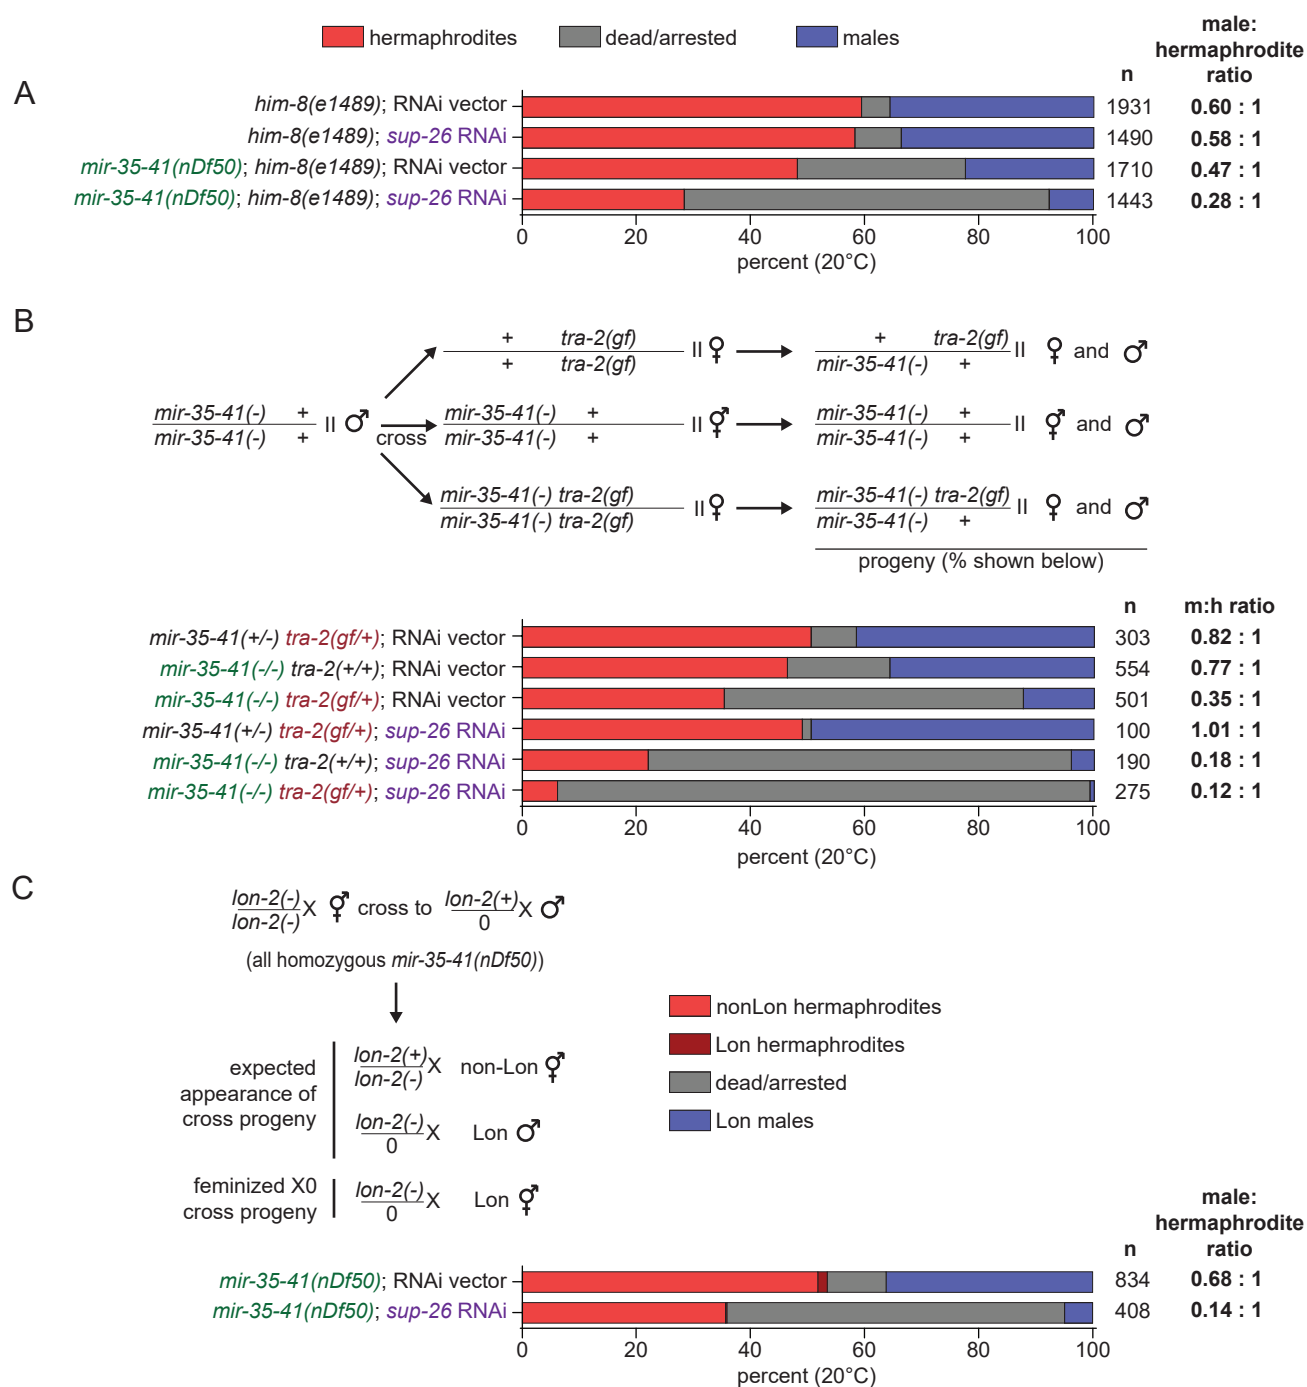 hermaphrodites dead/arrested males
male:
hermaphrodite
n ratio
A
him-8(e1489); RNAi vector 1931 0.60 : 1
him-8(e1489); sup-26 RNAi 1490 0.58 : 1
mir-35-41(nDf50); him-8(e1489); RNAi vector 1710 0.47 : 1
mir-35-41(nDf50); him-8(e1489); sup-26 RNAi 1443 0.28 : 1
0 20 40 60 80 100
percent (20°C)
B
+ tra-2(gf) II ♀ + tra-2(gf) II ♀ and ♂
+ tra-2(gf) mir-35-41(-) +
mir-35-41(-) + II ♂ mir-35-41(-) + II ⚥ mir-35-41(-) + II ⚥ and ♂
mir-35-41(-) + cross mir-35-41(-) + mir-35-41(-) +
mir-35-41(-) tra-2(gf) II ♀ mir-35-41(-) tra-2(gf) II ♀ and ♂
mir-35-41(-) tra-2(gf) mir-35-41(-) +
progeny (% shown below)
n m:h ratio
mir-35-41(+/-) tra-2(gf/+); RNAi vector 303 0.82 : 1
mir-35-41(-/-) tra-2(+/+); RNAi vector 554 0.77 : 1
mir-35-41(-/-) tra-2(gf/+); RNAi vector 501 0.35 : 1
mir-35-41(+/-) tra-2(gf/+); sup-26 RNAi 100 1.01 : 1
mir-35-41(-/-) tra-2(+/+); sup-26 RNAi 190 0.18 : 1
mir-35-41(-/-) tra-2(gf/+); sup-26 RNAi 275 0.12 : 1
0 20 40 60 80 100
percent (20°C)
C
lon-2(-) X ⚥ cross to lon-2(+) X ♂
lon-2(-) 0
(all homozygous mir-35-41(nDf50))
nonLon hermaphrodites
Lon hermaphrodites
dead/arrested
Lon males
expected
appearance of
cross progeny
lon-2(+) X non-Lon ⚥
lon-2(-)
lon-2(-) X Lon ♂
0
feminized X0
cross progeny
lon-2(-) X Lon ⚥
0
male:
hermaphrodite
n ratio
mir-35-41(nDf50); RNAi vector 834 0.68 : 1
mir-35-41(nDf50); sup-26 RNAi 408 0.14 : 1
0 20 40 60 80 100
percent (20°C)